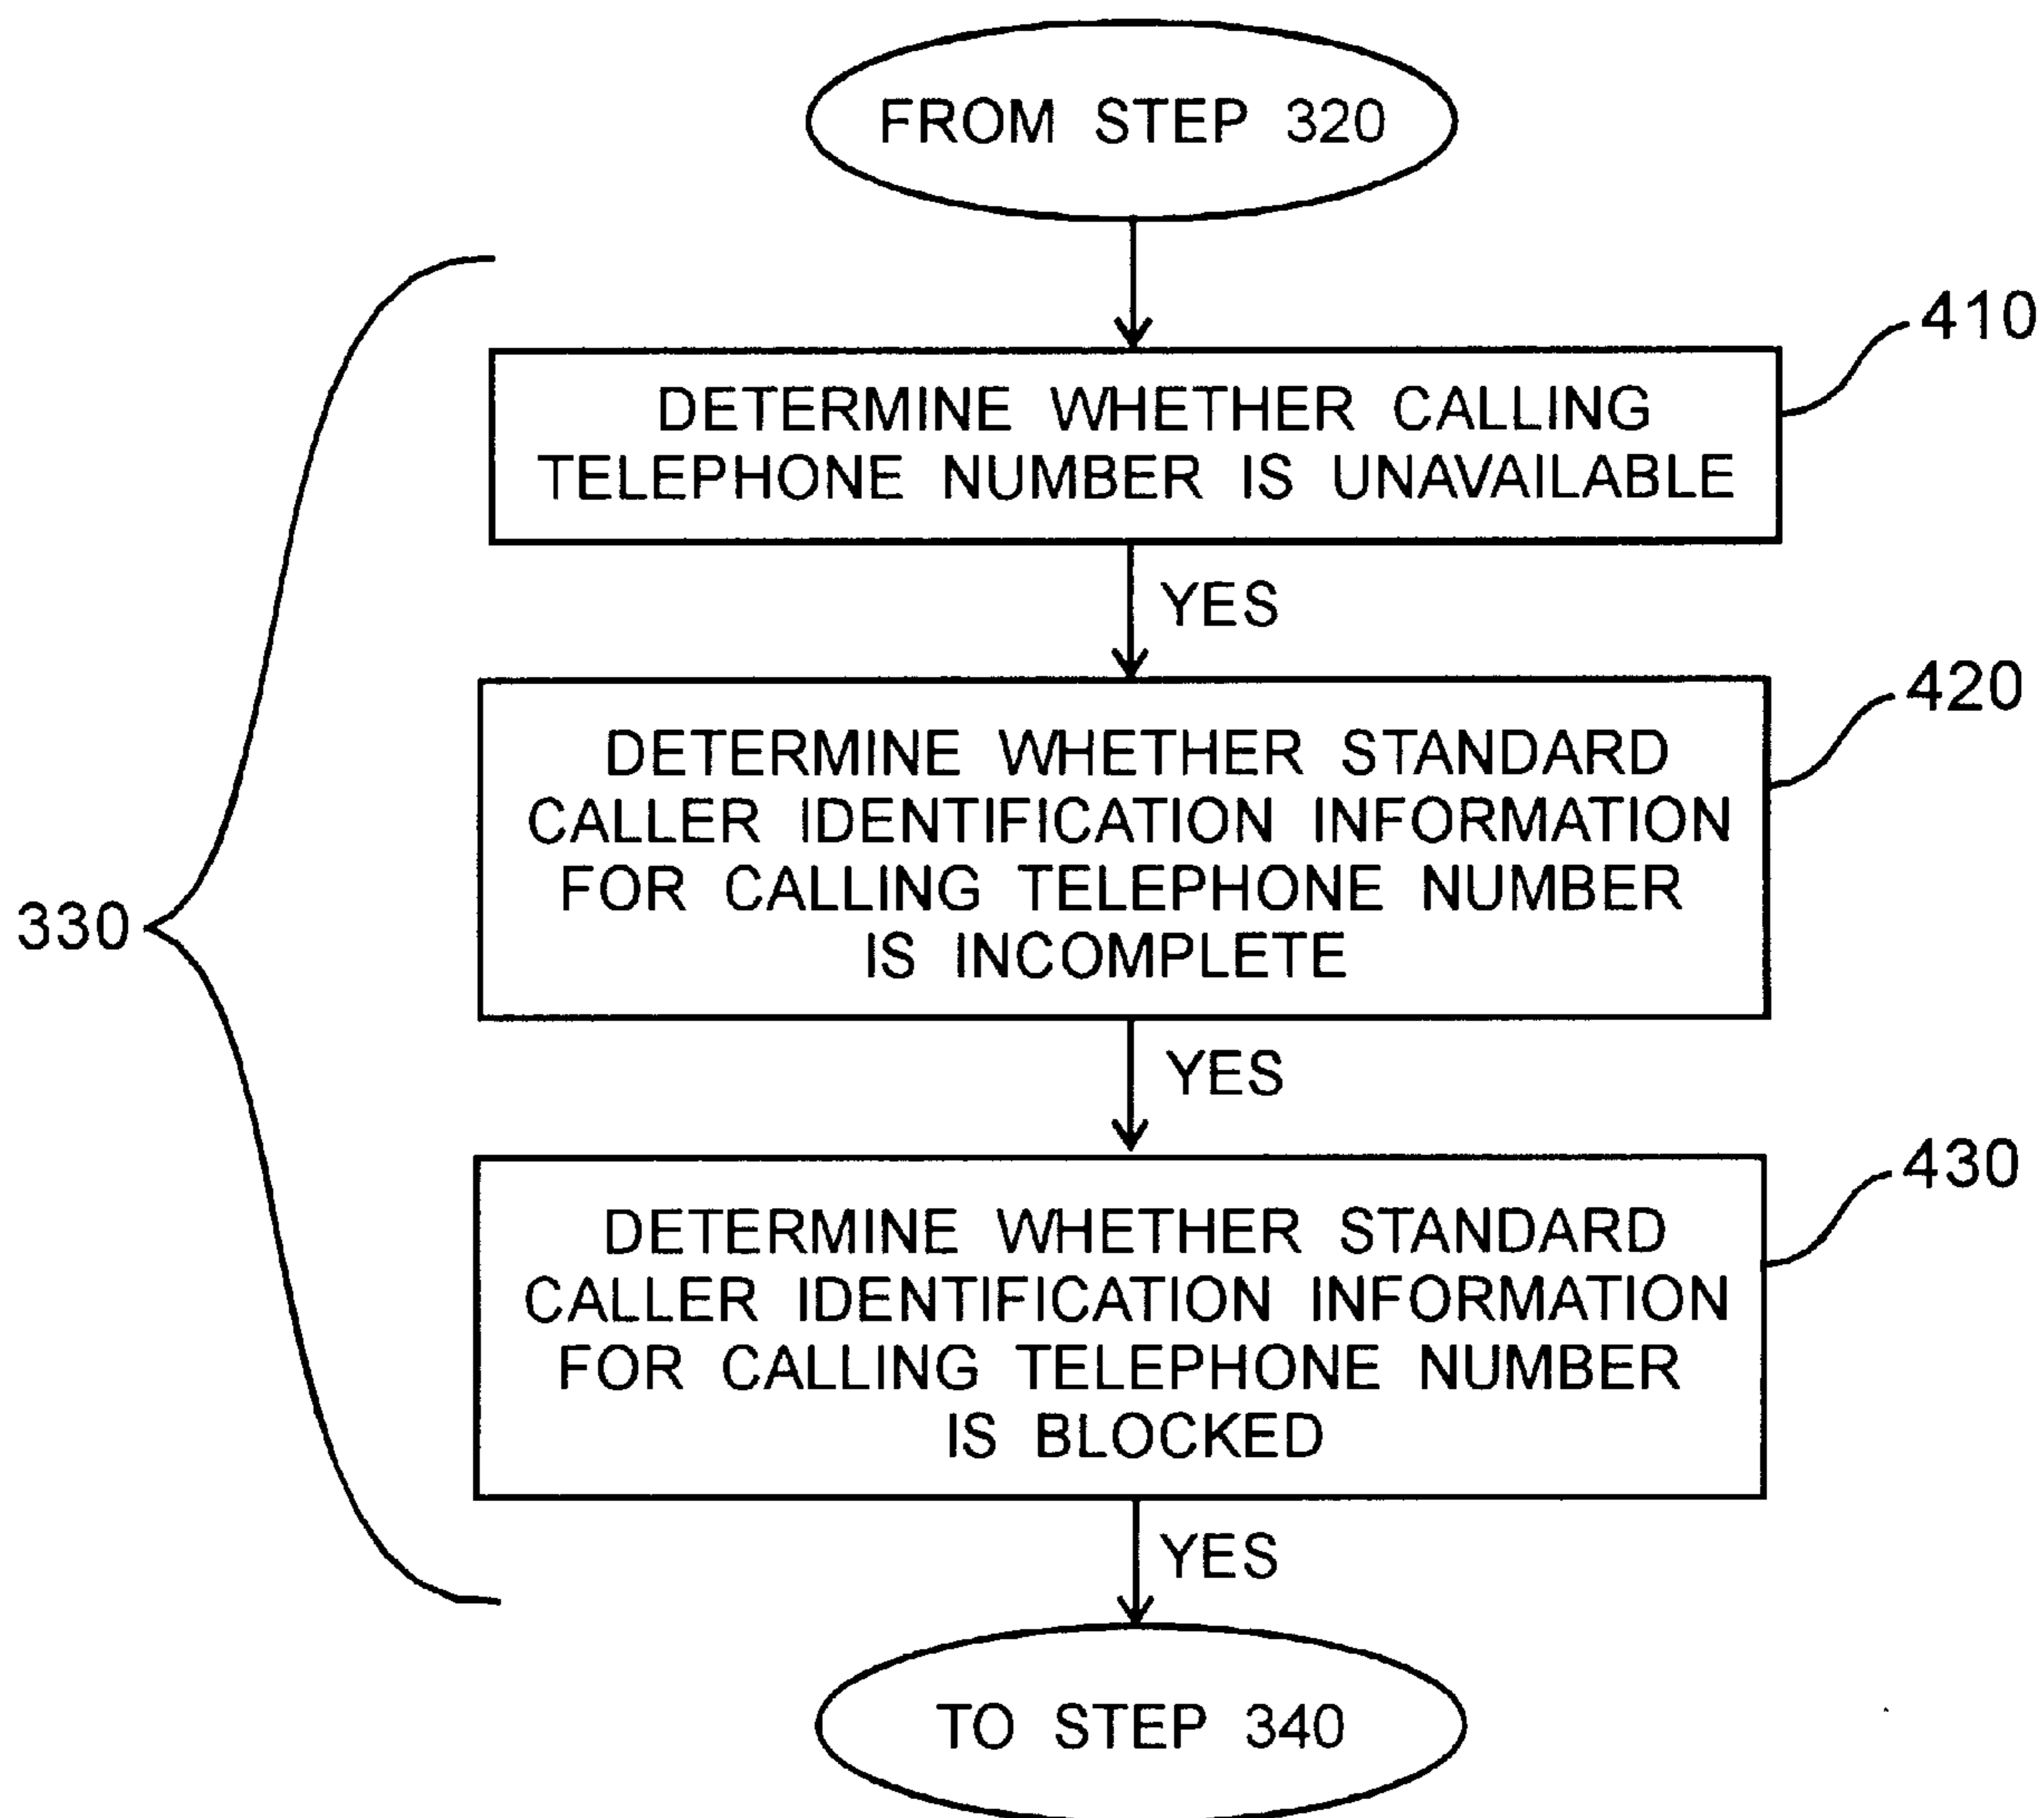 FROM STEP 320
410
DETERMINE WHETHER CALLING
TELEPHONE NUMBER IS UNAVAILABLE
YES
420
DETERMINE WHETHER STANDARD
CALLER IDENTIFICATION INFORMATION
FOR CALLING TELEPHONE NUMBER
IS INCOMPLETE
330
YES
430
DETERMINE WHETHER STANDARD
CALLER IDENTIFICATION INFORMATION
FOR CALLING TELEPHONE NUMBER
IS BLOCKED
YES
TO STEP 340